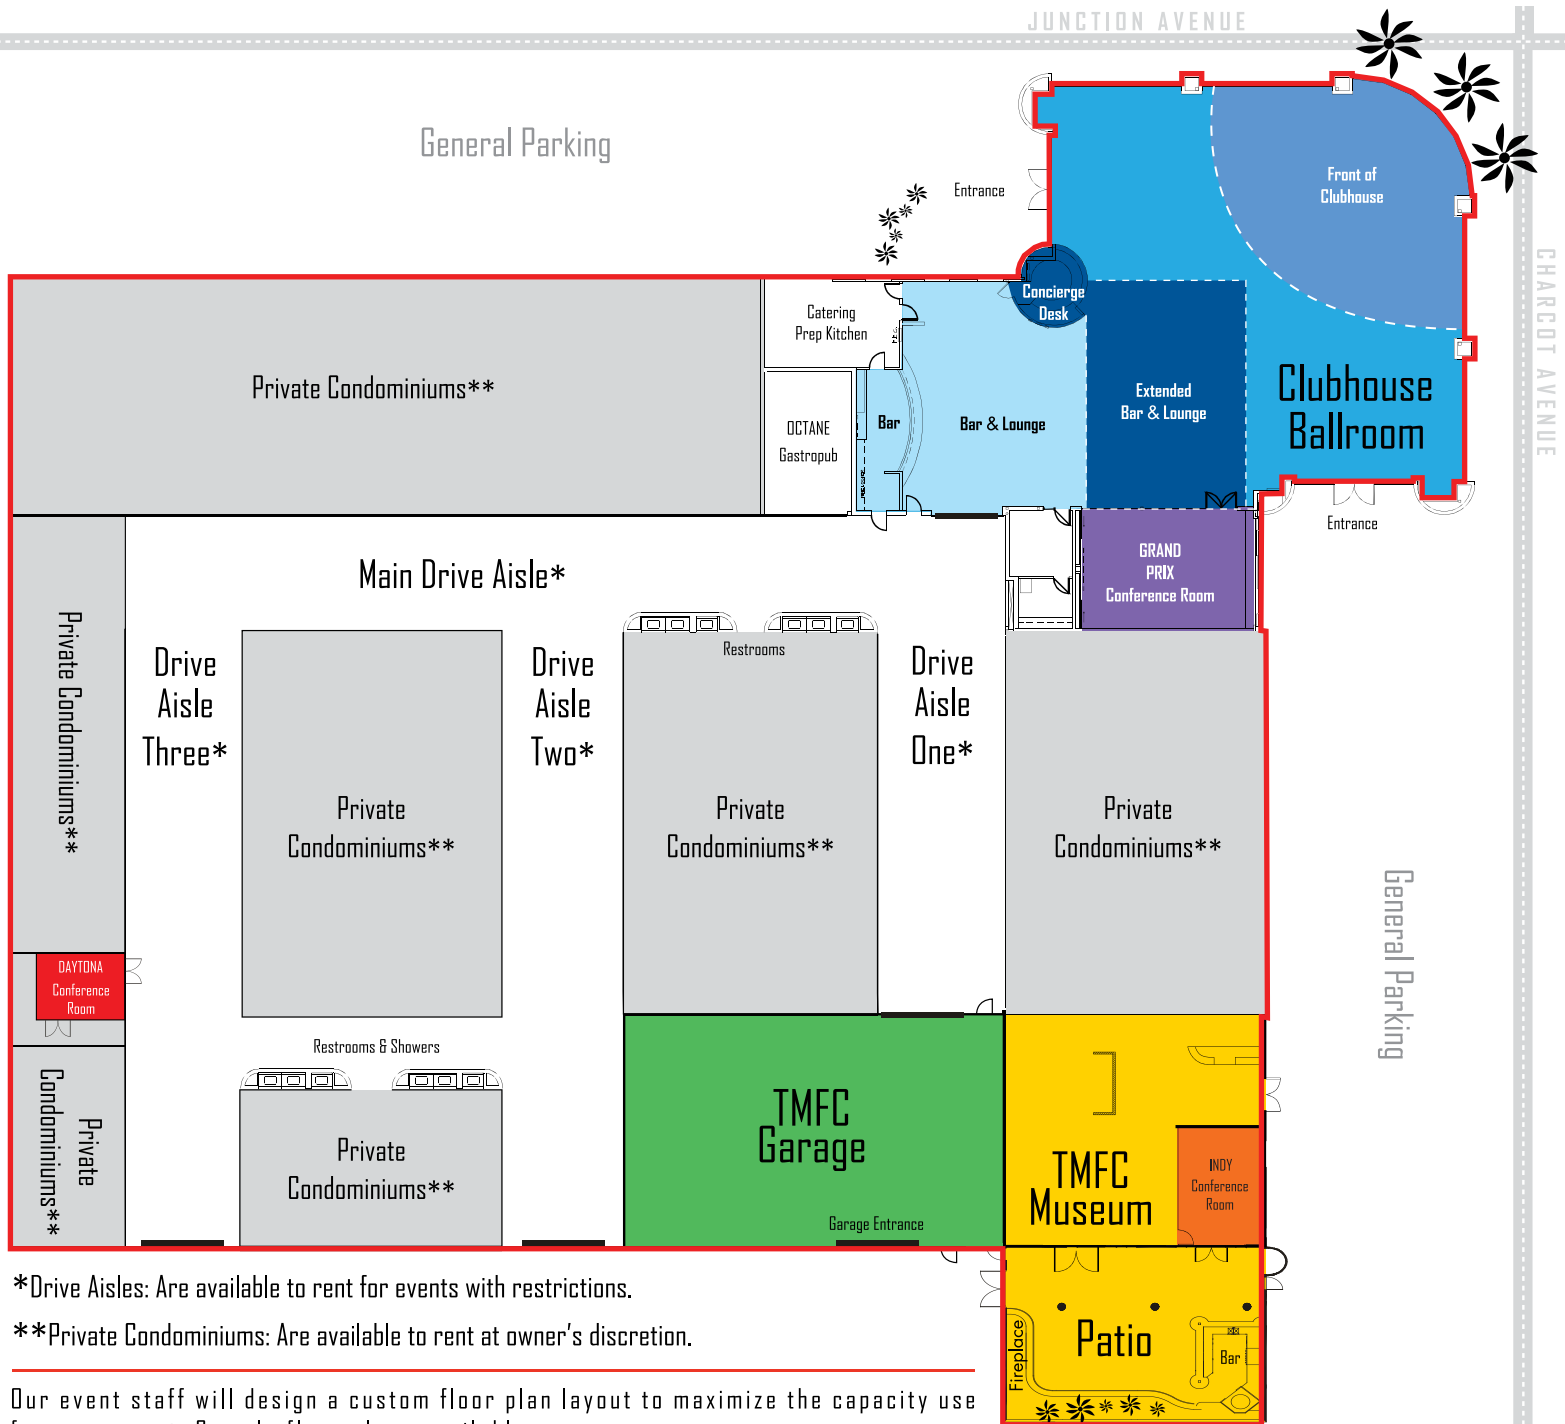 JUNCTION AVENUE
General Parking
Entrance
Front of
Clubhouse
CHARCOT AVENUE
Concierge
Desk
Catering
Prep Kitchen
Private Condominiums**
Clubhouse
Ballroom
Extended
Bar & Lounge
Bar
Bar & Lounge
OCTANE
Gastropub
Entrance
Main Drive Aisle*
GRAND
PRIX
Conference Room
Private Condominiums**
Restrooms
Drive
Aisle
Three*
Drive
Aisle
Two*
Drive
Aisle
One*
Private
Condominiums**
Private
Condominiums**
Private
Condominiums**
General Parking
DAYTONA
Conference
Room
Restrooms & Showers
Private
Condominiums**
Private
Condominiums**
TMFC
Garage
Garage Entrance
TMFC
Museum
INDY
Conference
Room
Patio
Fireplace
Bar
*Drive Aisles: Are available to rent for events with restrictions.
**Private Condominiums: Are available to rent at owner's discretion.
Our event staff will design a custom floor plan layout to maximize the capacity use